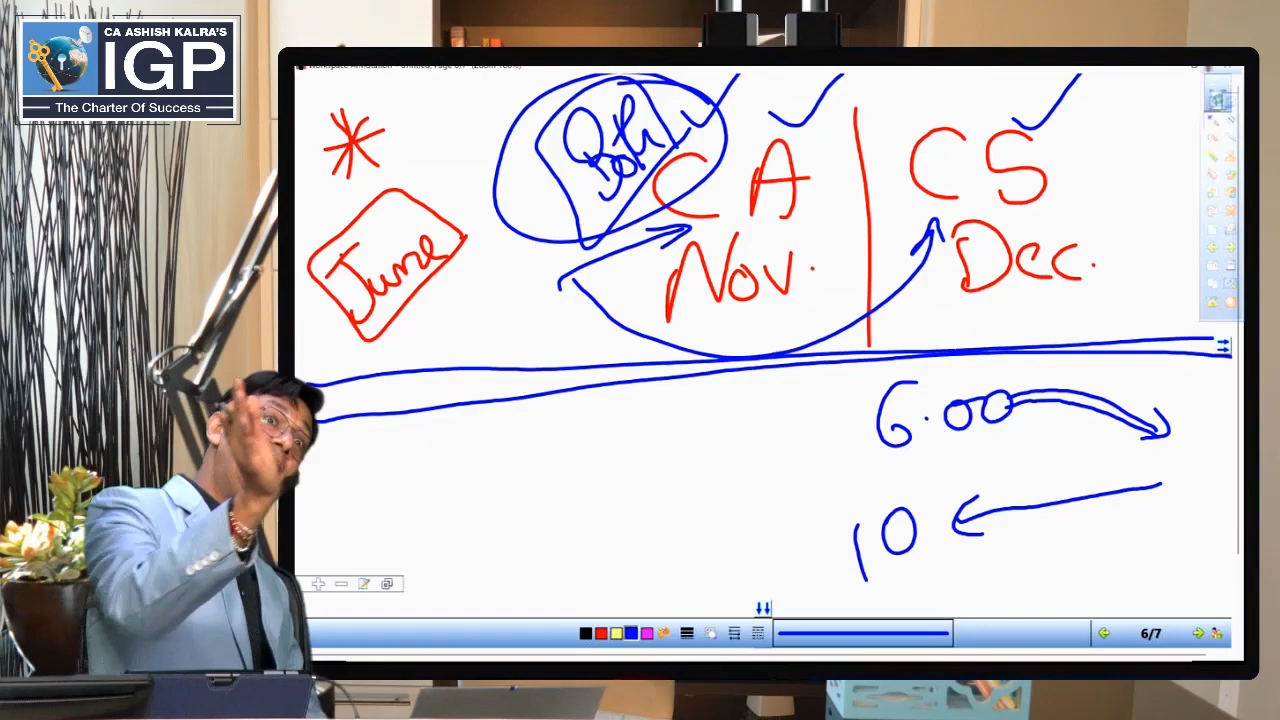 CA ASHISH KALRA'S
IGP
The Charter Of Success
Both
CA | CS
June
Nov. Dec.
6.00
10
6/7